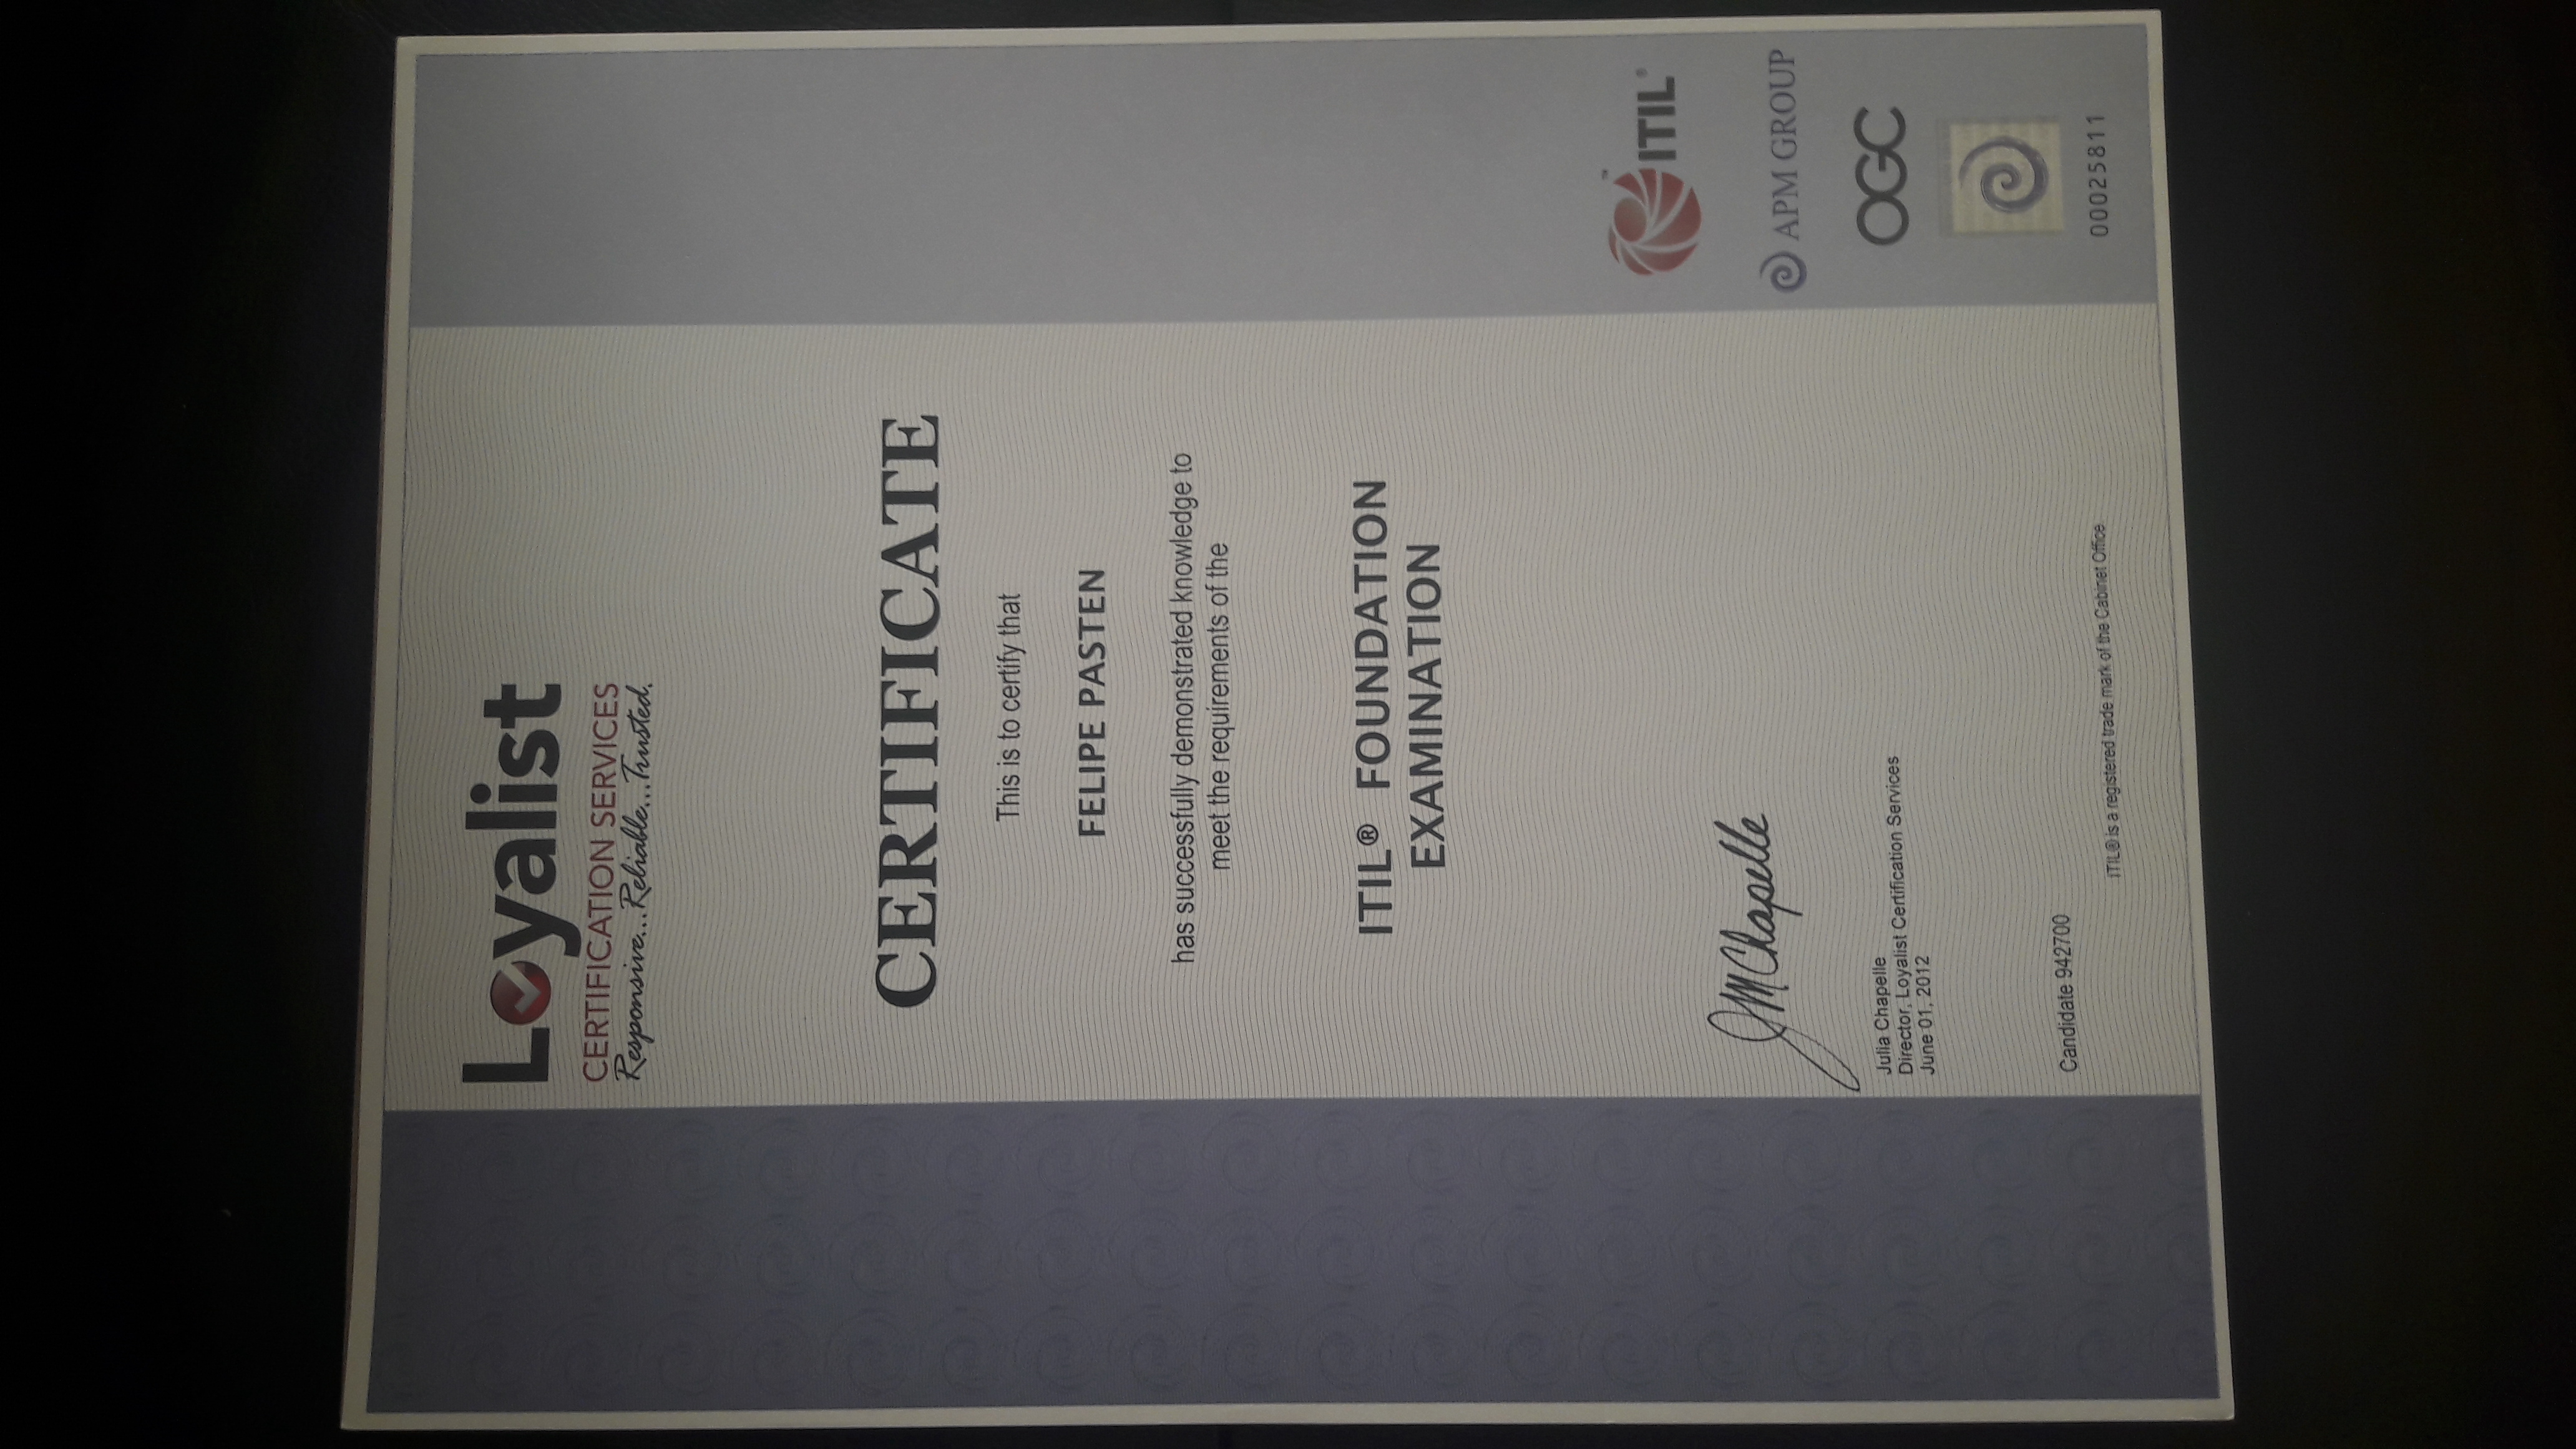 Loyalist
CERTIFICATION SERVICES
Responsive...Reliable...Trusted.
CERTIFICATE
This is to certify that
FELIPE PASTEN
has successfully demonstrated knowledge to
meet the requirements of the
ITIL® FOUNDATION
EXAMINATION
JMChapelle
Julia Chapelle
Director, Loyalist Certification Services
June 01, 2012
Candidate 942700
ITIL® is a registered trade mark of the Cabinet Office
™
ITIL®
APM GROUP
OGC
00025811